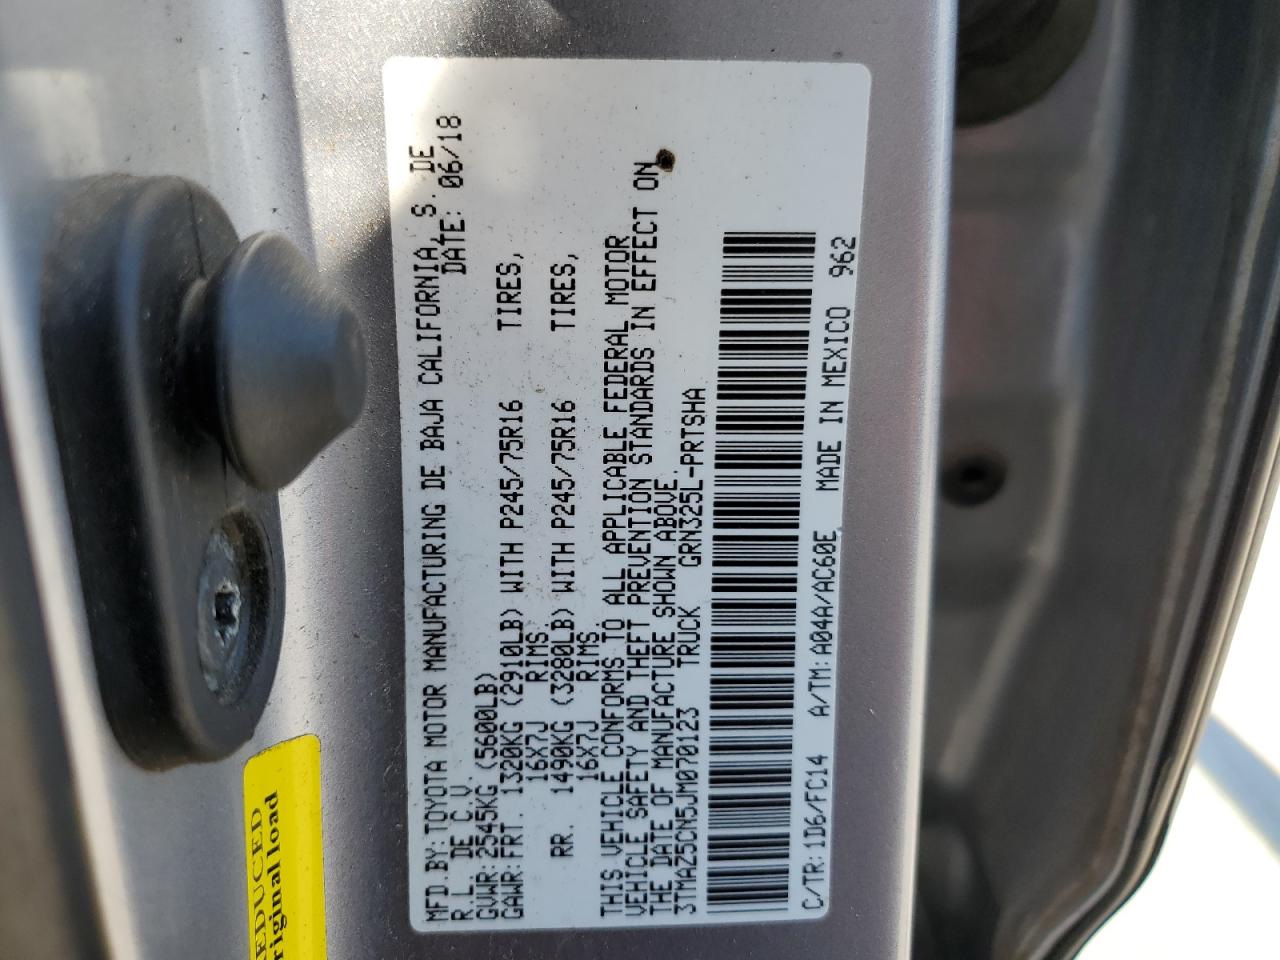 MFD.BY:TOYOTA MOTOR MANUFACTURING DE BAJA CALIFORNIA, S. DE
R.L. DE C.V. DATE: 06/18
GVWR:2545KG (5600LB)
GAWR:FRT. 1320KG (2910LB) WITH P245/75R16 TIRES,
16X7J RIMS
RR. 1490KG (3280LB) WITH P245/75R16 TIRES,
16X7J RIMS
THIS VEHICLE CONFORMS TO ALL APPLICABLE FEDERAL MOTOR
VEHICLE SAFETY AND THEFT PREVENTION STANDARDS IN EFFECT ON
THE DATE OF MANUFACTURE SHOWN ABOVE.
3TMAZ5CN5JM070123 TRUCK GRN325L-PRTSHA
C/TR:1D6/FC14 A/TM:A04A/AC60E MADE IN MEXICO 962
EDUCED
riginal load